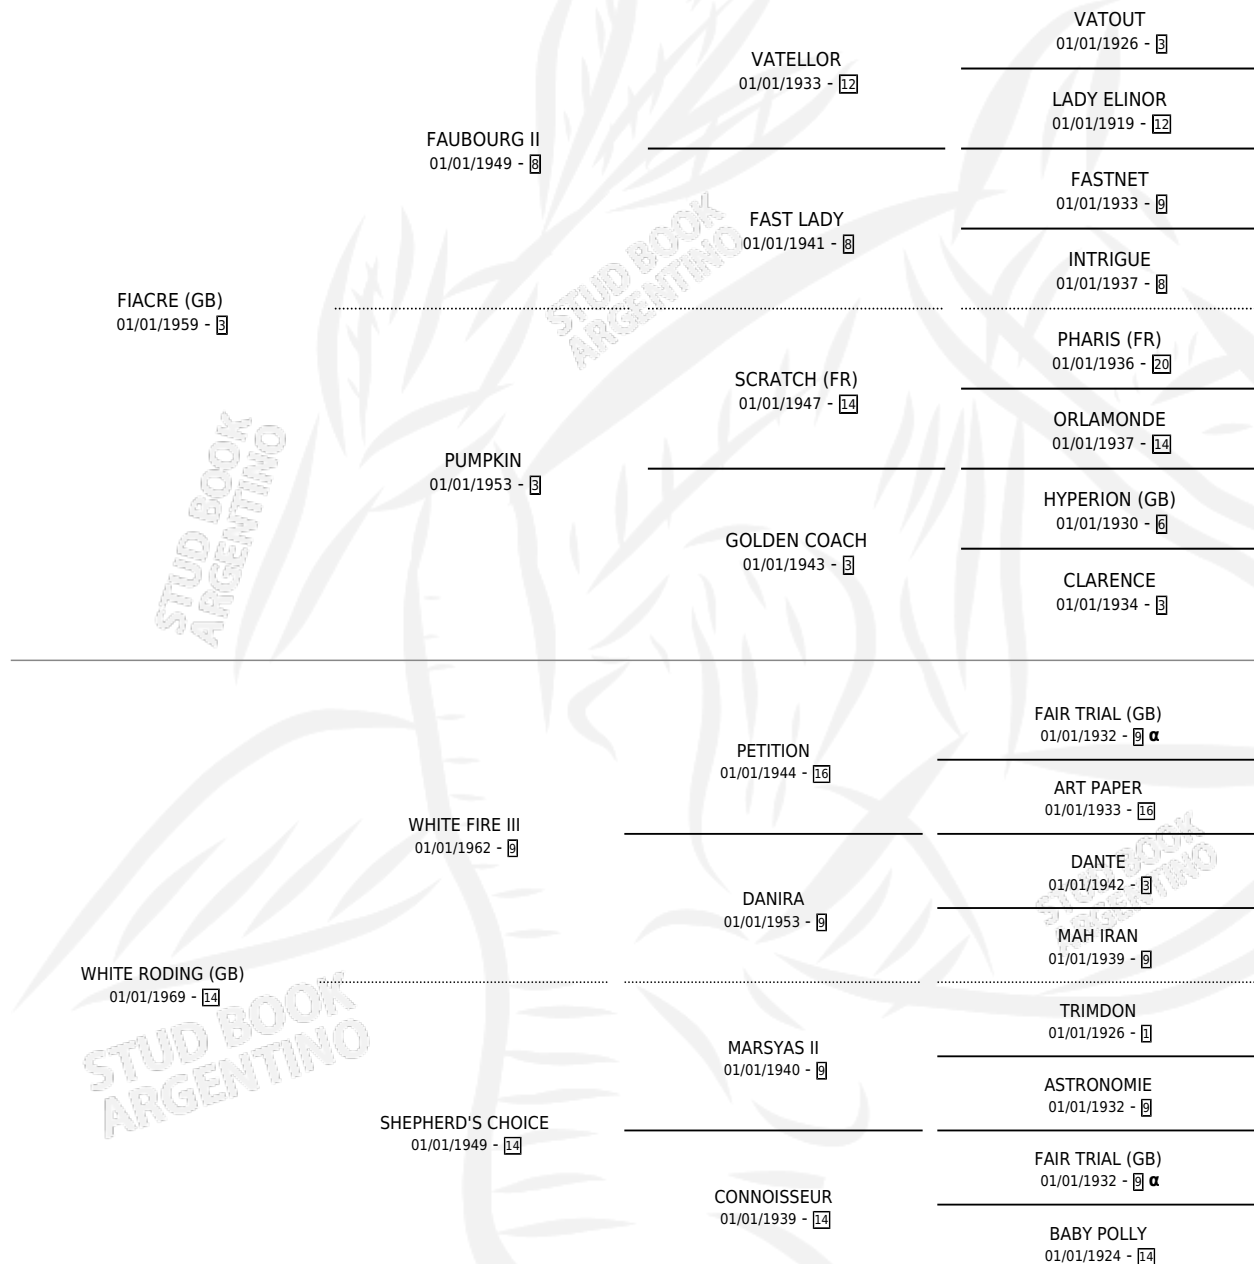 VATOUT
01/01/1926 - 3
VATELLOR
01/01/1933 - 12
LADY ELINOR
01/01/1919 - 12
FAUBOURG II
01/01/1949 - 8
FASTNET
01/01/1933 - 9
FAST LADY
01/01/1941 - 8
INTRIGUE
01/01/1937 - 8
FIACRE (GB)
01/01/1959 - 3
PHARIS (FR)
01/01/1936 - 20
SCRATCH (FR)
01/01/1947 - 14
ORLAMONDE
01/01/1937 - 14
PUMPKIN
01/01/1953 - 3
HYPERION (GB)
01/01/1930 - 6
GOLDEN COACH
01/01/1943 - 3
CLARENCE
01/01/1934 - 3
FAIR TRIAL (GB)
01/01/1932 - 9 α
PETITION
01/01/1944 - 16
ART PAPER
01/01/1933 - 16
WHITE FIRE III
01/01/1962 - 9
DANTE
01/01/1942 - 3
DANIRA
01/01/1953 - 9
MAH IRAN
01/01/1939 - 9
WHITE RODING (GB)
01/01/1969 - 14
TRIMDON
01/01/1926 - 1
MARSYAS II
01/01/1940 - 9
ASTRONOMIE
01/01/1932 - 9
SHEPHERD'S CHOICE
01/01/1949 - 14
FAIR TRIAL (GB)
01/01/1932 - 9 α
CONNOISSEUR
01/01/1939 - 14
BABY POLLY
01/01/1924 - 14
STUD BOOK
ARGENTINO
STUD BOOK
ARGENTINO
STUD BOOK
ARGENTINO
STUD BOOK
ARGENTINO